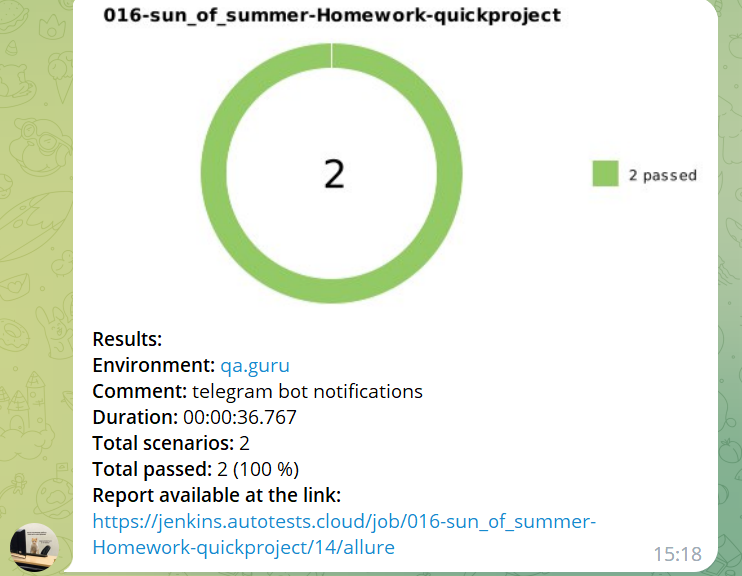 016-sun_of_summer-Homework-quickproject
2
2 passed
Results:
Environment: qa.guru
Comment: telegram bot notifications
Duration: 00:00:36.767
Total scenarios: 2
Total passed: 2 (100 %)
Report available at the link:
https://jenkins.autotests.cloud/job/016-sun_of_summer-
Homework-quickproject/14/allure
15:18